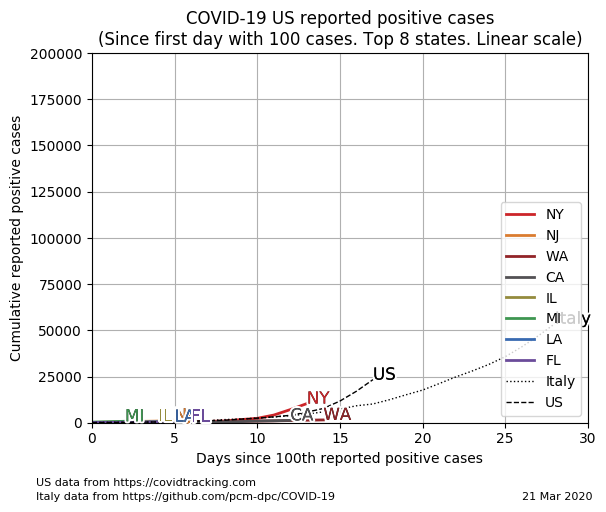 COVID-19 US reported positive cases
(Since first day with 100 cases. Top 8 states. Linear scale)
200000
175000
150000
125000
100000
75000
50000
25000
0
Cumulative reported positive cases
NY
NJ
WA
CA
IL
MI
LA
FL
Italy
US
Italy
US
NY
CA
WA
MI
IL
LA
FL
0
5
10
15
20
25
30
Days since 100th reported positive cases
US data from https://covidtracking.com
Italy data from https://github.com/pcm-dpc/COVID-19
21 Mar 2020